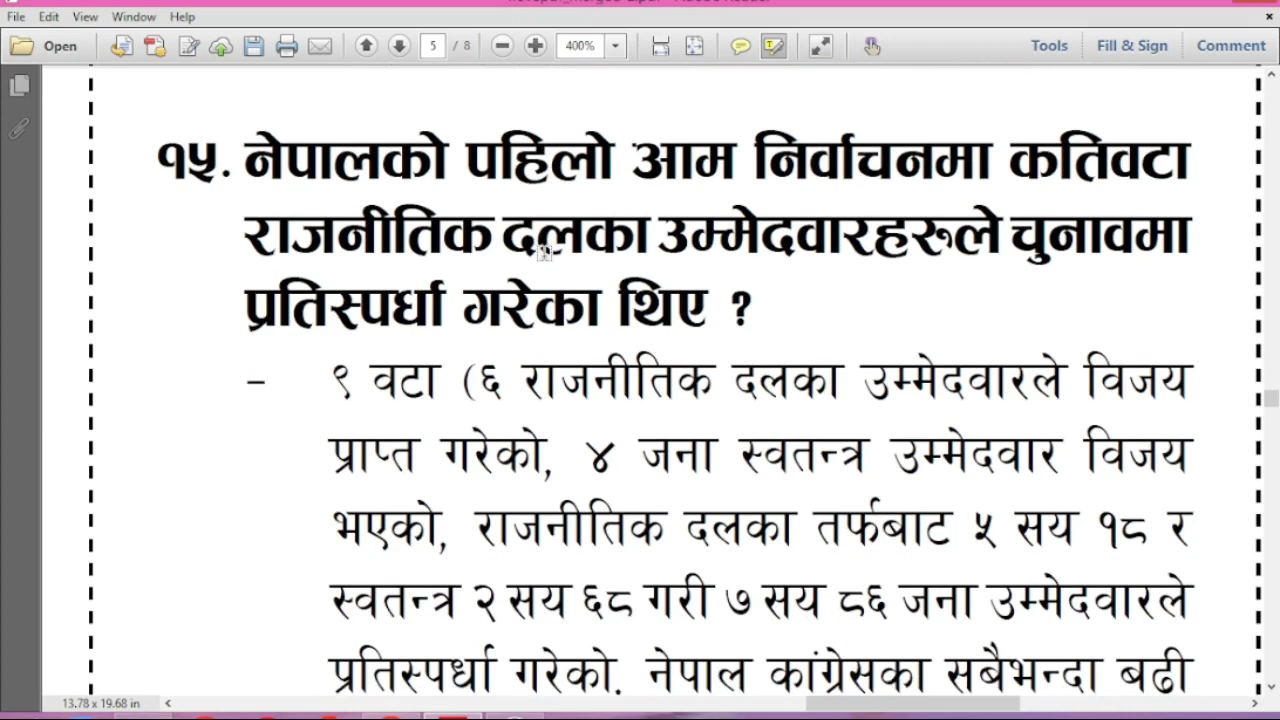 File Edit View Window Help
Open 5 / 8 400% Tools Fill & Sign Comment
१५. नेपालको पहिलो आम निर्वाचनमा कतिवटा
राजनीतिक दलका उम्मेदवारहरूले चुनावमा
प्रतिस्पर्धा गरेका थिए ?
– ९ वटा (६ राजनीतिक दलका उम्मेदवारले विजय
प्राप्त गरेको, ४ जना स्वतन्त्र उम्मेदवार विजय
भएको, राजनीतिक दलका तर्फबाट ५ सय १८ र
स्वतन्त्र २ सय ६८ गरी ७ सय ८६ जना उम्मेदवारले
प्रतिस्पर्धा गरेको. नेपाल कांग्रेसका सबैभन्दा बढी
13.78 x 19.68 in